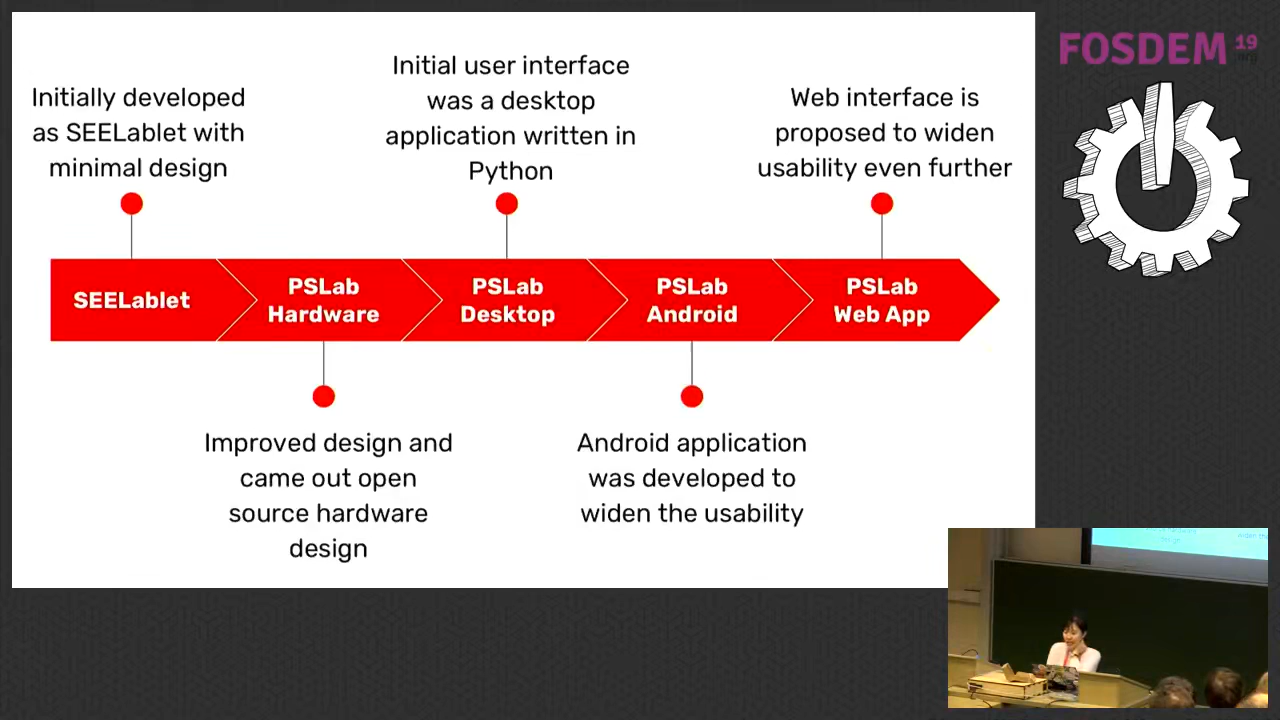 Initially developed
as SEELablet with
minimal design
Initial user interface
was a desktop
application written in
Python
Web interface is
proposed to widen
usability even further
SEELablet
PSLab
Hardware
PSLab
Desktop
PSLab
Android
PSLab
Web App
Improved design and
came out open
source hardware
design
Android application
was developed to
widen the usability
FOSDEM 19
.org